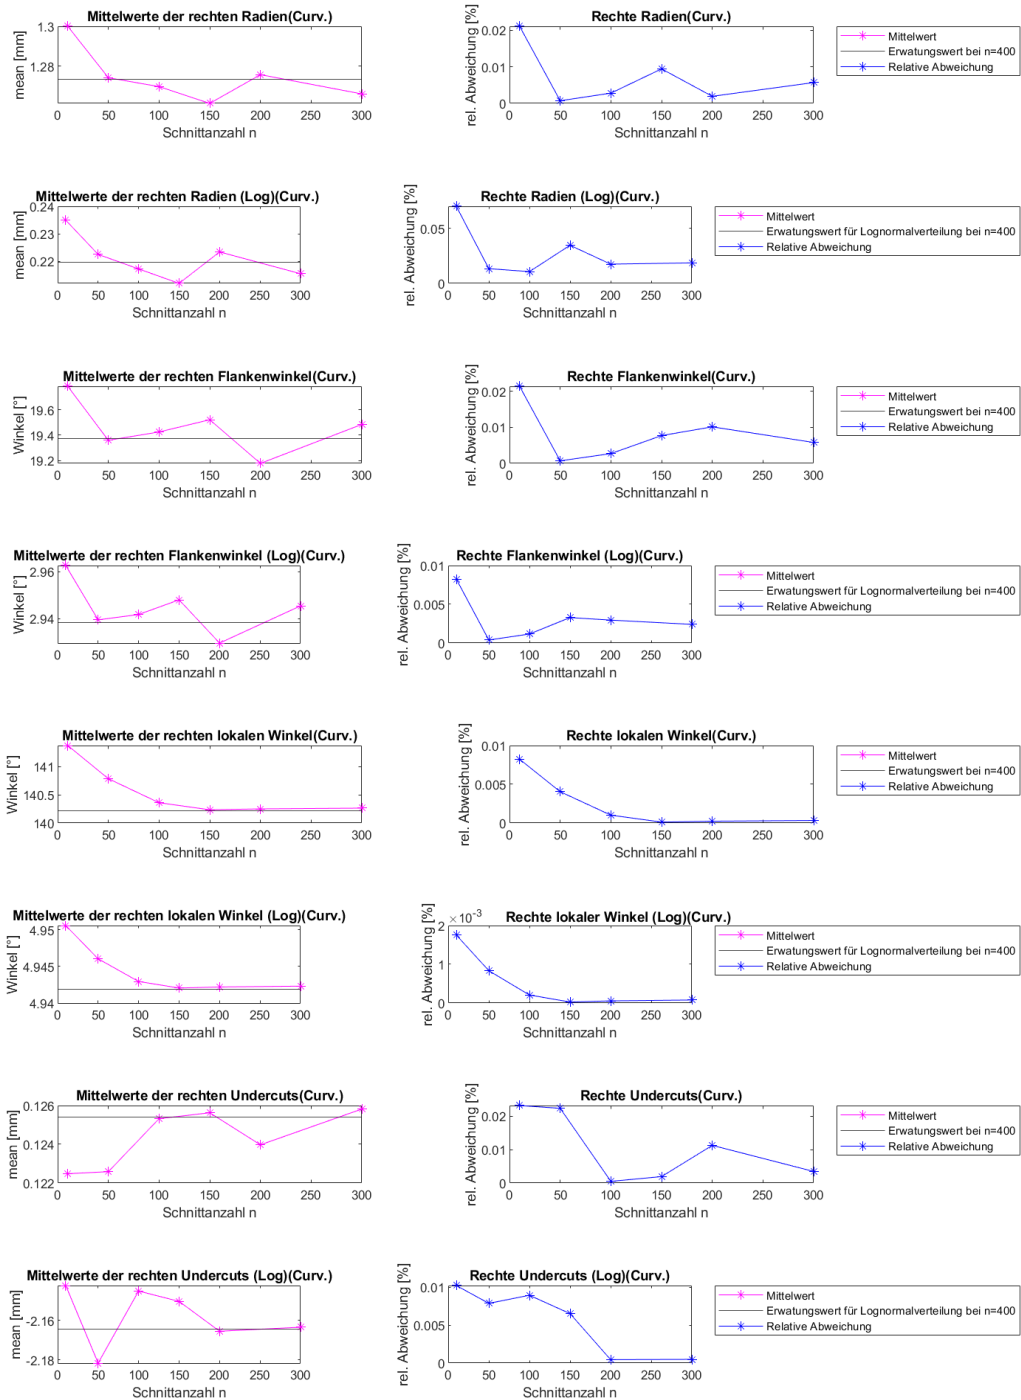 Mittelwerte der rechten Radien(Curv.)
mean [mm]
1.3
1.28
0 50 100 150 200 250 300
Schnittanzahl n
Rechte Radien(Curv.)
rel. Abweichung [%]
0.02
0.01
0
0 50 100 150 200 250 300
Schnittanzahl n
Mittelwert
Erwatungswert bei n=400
Relative Abweichung
Mittelwerte der rechten Radien (Log)(Curv.)
mean [mm]
0.24
0.23
0.22
0 50 100 150 200 250 300
Schnittanzahl n
Rechte Radien (Log)(Curv.)
rel. Abweichung [%]
0.05
0
0 50 100 150 200 250 300
Schnittanzahl n
Mittelwert
Erwatungswert für Lognormalverteilung bei n=400
Relative Abweichung
Mittelwerte der rechten Flankenwinkel(Curv.)
Winkel [°]
19.6
19.4
19.2
0 50 100 150 200 250 300
Schnittanzahl n
Rechte Flankenwinkel(Curv.)
rel. Abweichung [%]
0.02
0.01
0
0 50 100 150 200 250 300
Schnittanzahl n
Mittelwert
Erwatungswert bei n=400
Relative Abweichung
Mittelwerte der rechten Flankenwinkel (Log)(Curv.)
Winkel [°]
2.96
2.94
0 50 100 150 200 250 300
Schnittanzahl n
Rechte Flankenwinkel (Log)(Curv.)
rel. Abweichung [%]
0.01
0.005
0
0 50 100 150 200 250 300
Schnittanzahl n
Mittelwert
Erwatungswert für Lognormalverteilung bei n=400
Relative Abweichung
Mittelwerte der rechten lokalen Winkel(Curv.)
Winkel [°]
141
140.5
140
0 50 100 150 200 250 300
Schnittanzahl n
Rechte lokalen Winkel(Curv.)
rel. Abweichung [%]
0.01
0.005
0
0 50 100 150 200 250 300
Schnittanzahl n
Mittelwert
Erwatungswert bei n=400
Relative Abweichung
Mittelwerte der rechten lokalen Winkel (Log)(Curv.)
Winkel [°]
4.95
4.945
4.94
0 50 100 150 200 250 300
Schnittanzahl n
Rechte lokaler Winkel (Log)(Curv.)
rel. Abweichung [%]
×10⁻³
2
1
0
0 50 100 150 200 250 300
Schnittanzahl n
Mittelwert
Erwatungswert für Lognormalverteilung bei n=400
Relative Abweichung
Mittelwerte der rechten Undercuts(Curv.)
mean [mm]
0.126
0.124
0.122
0 50 100 150 200 250 300
Schnittanzahl n
Rechte Undercuts(Curv.)
rel. Abweichung [%]
0.02
0.01
0
0 50 100 150 200 250 300
Schnittanzahl n
Mittelwert
Erwatungswert bei n=400
Relative Abweichung
Mittelwerte der rechten Undercuts (Log)(Curv.)
mean [mm]
-2.16
-2.18
0 50 100 150 200 250 300
Schnittanzahl n
Rechte Undercuts (Log)(Curv.)
rel. Abweichung [%]
0.01
0.005
0
0 50 100 150 200 250 300
Schnittanzahl n
Mittelwert
Erwatungswert für Lognormalverteilung bei n=400
Relative Abweichung